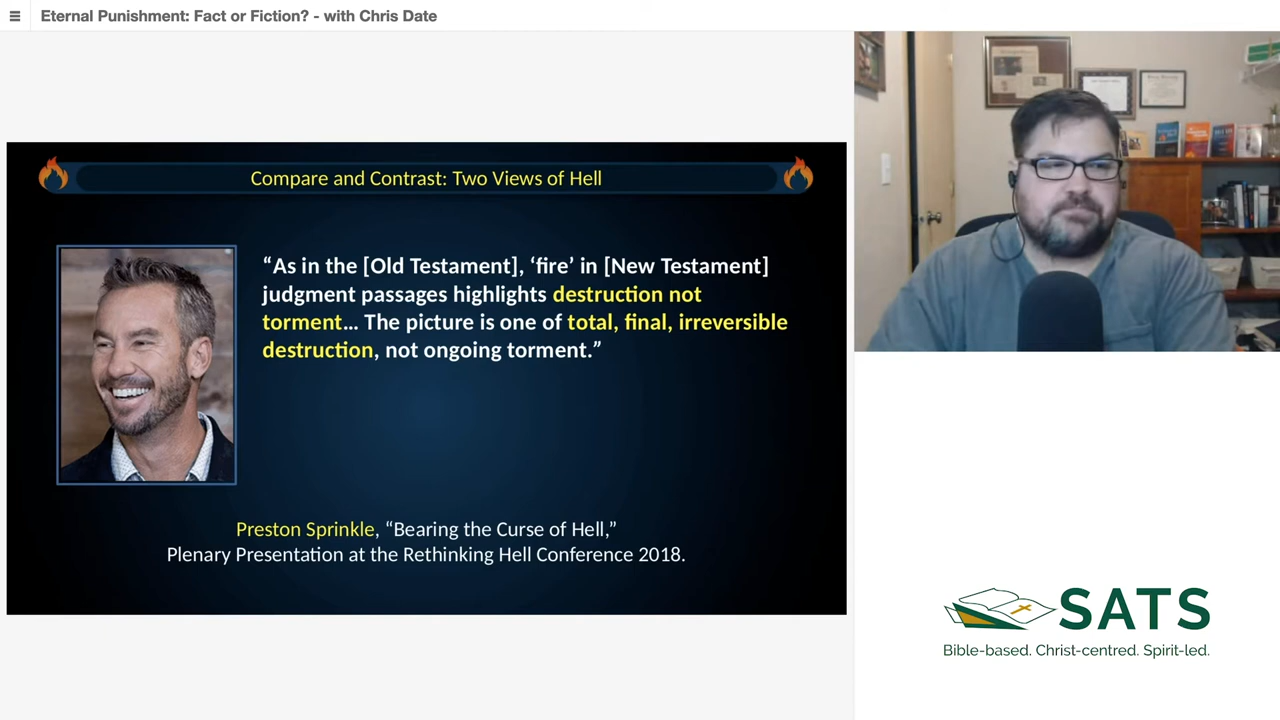 Eternal Punishment: Fact or Fiction? - with Chris Date
Compare and Contrast: Two Views of Hell
“As in the [Old Testament], ‘fire’ in [New Testament]
judgment passages highlights destruction not
torment… The picture is one of total, final, irreversible
destruction, not ongoing torment.”
Preston Sprinkle, “Bearing the Curse of Hell,”
Plenary Presentation at the Rethinking Hell Conference 2018.
SATS
Bible-based. Christ-centred. Spirit-led.